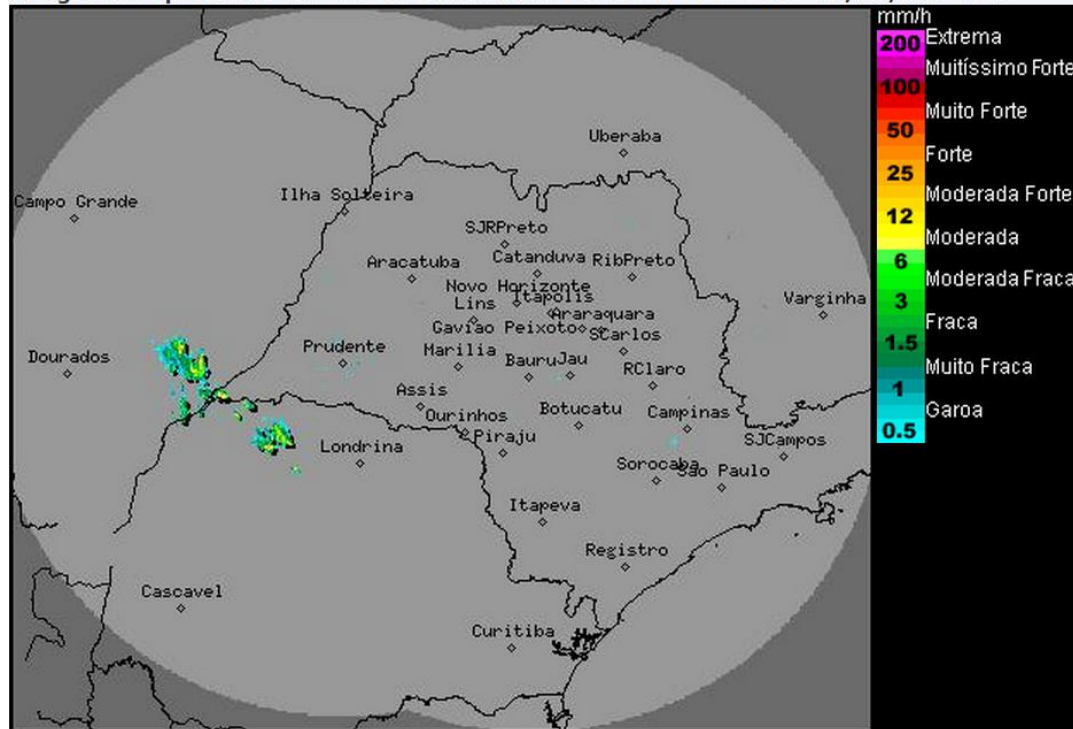 mm/h
200 Extrema
Muitíssimo Forte
100
Muito Forte
50
Forte
25
Moderada Forte
12
Moderada
6
Moderada Fraca
3
Fraca
1.5
Muito Fraca
1
Garoa
0.5
Uberaba
Campo Grande
Ilha Solteira
SJRPreto
Aracatuba
Catanduva
RibPreto
Novo Horizonte
Lins
Itapolis
Araraquara
Varginha
Gaviao Peixoto
SCarlos
Dourados
Prudente
Marilia
Bauru
Jau
RClaro
Assis
Ourinhos
Botucatu
Campinas
Piraju
SJCampos
Londrina
Sorocaba
Sao Paulo
Itapeva
Registro
Cascavel
Curitiba